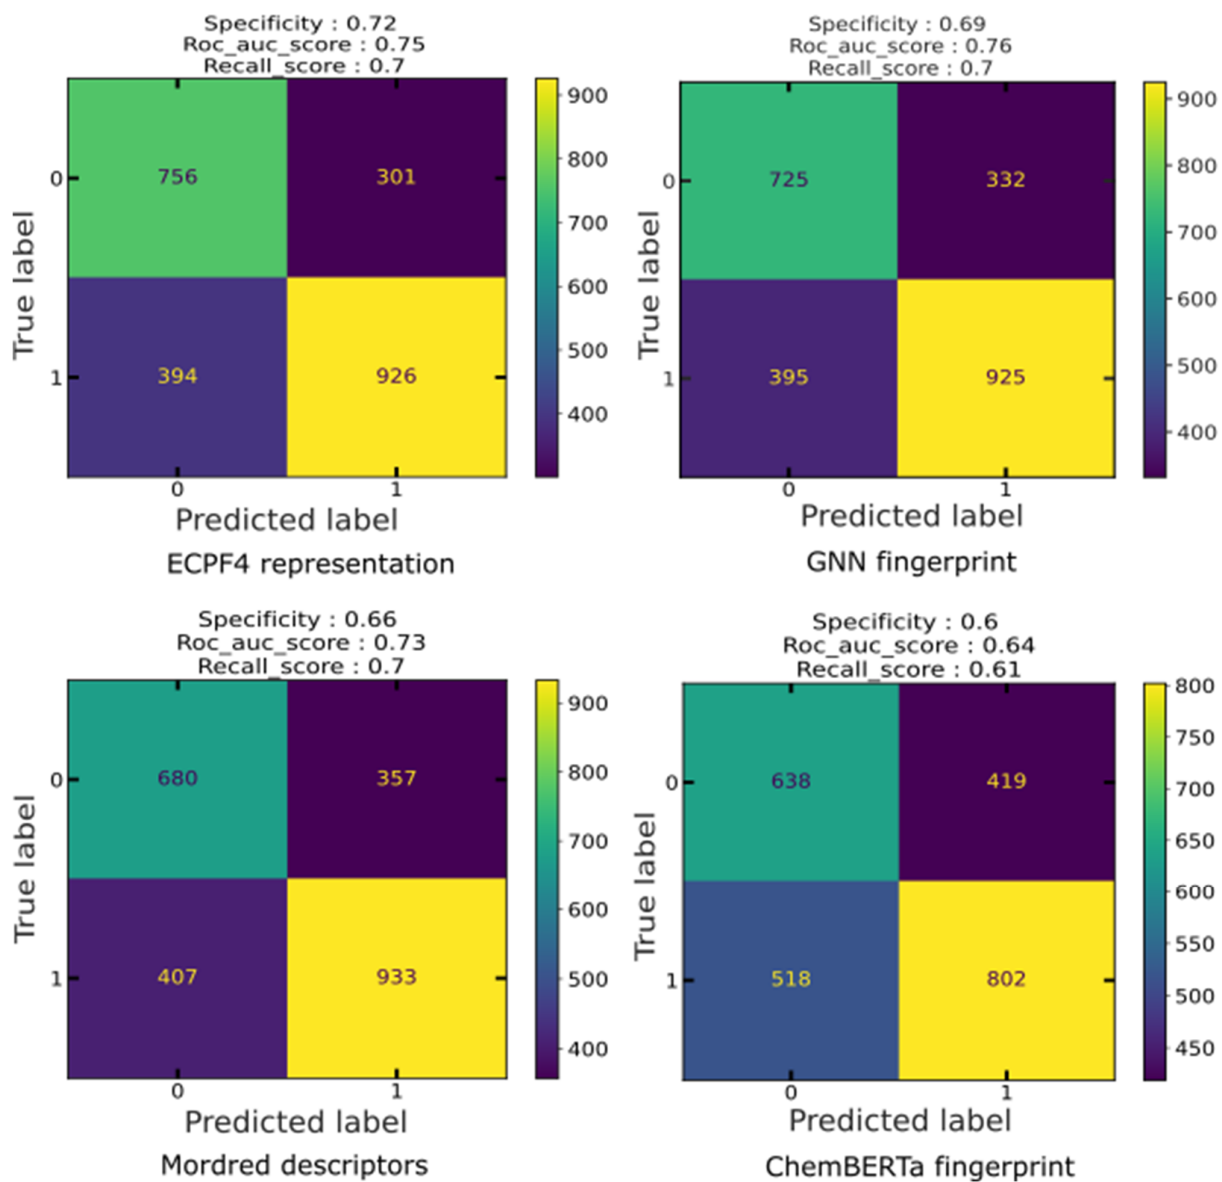 Specificity : 0.72
Roc_auc_score : 0.75
Recall_score : 0.7
0
756
301
True label
1
394
926
0
1
Predicted label
900
800
700
600
500
400
ECPF4 representation
Specificity : 0.69
Roc_auc_score : 0.76
Recall_score : 0.7
0
725
332
True label
1
395
925
0
1
Predicted label
900
800
700
600
500
400
GNN fingerprint
Specificity : 0.66
Roc_auc_score : 0.73
Recall_score : 0.7
0
680
357
True label
1
407
933
0
1
Predicted label
900
800
700
600
500
400
Mordred descriptors
Specificity : 0.6
Roc_auc_score : 0.64
Recall_score : 0.61
0
638
419
True label
1
518
802
0
1
Predicted label
800
750
700
650
600
550
500
450
ChemBERTa fingerprint